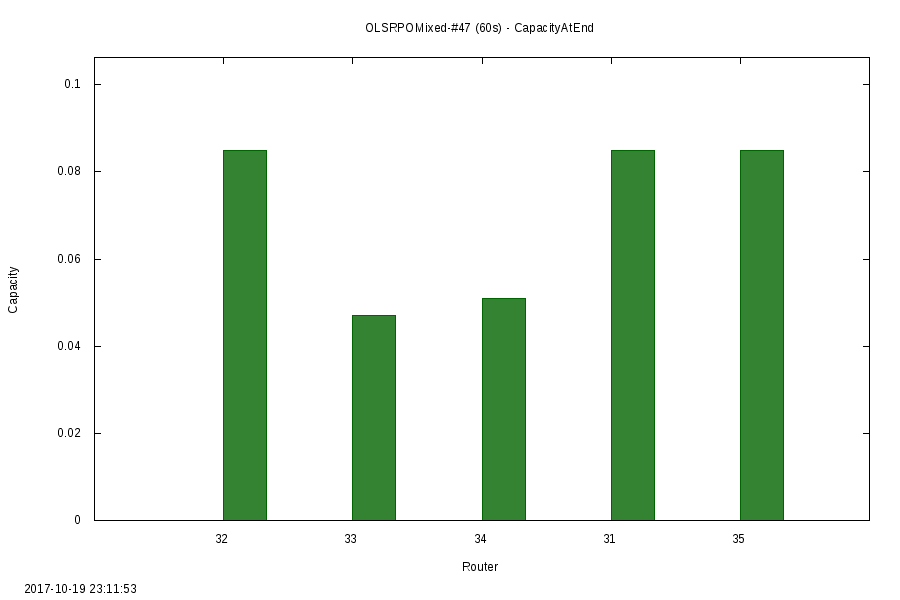 OLSRPOMixed-#47 (60s) - CapacityAtEnd
0.1
0.08
0.06
0.04
0.02
0
Capacity
32 33 34 31 35
Router
2017-10-19 23:11:53